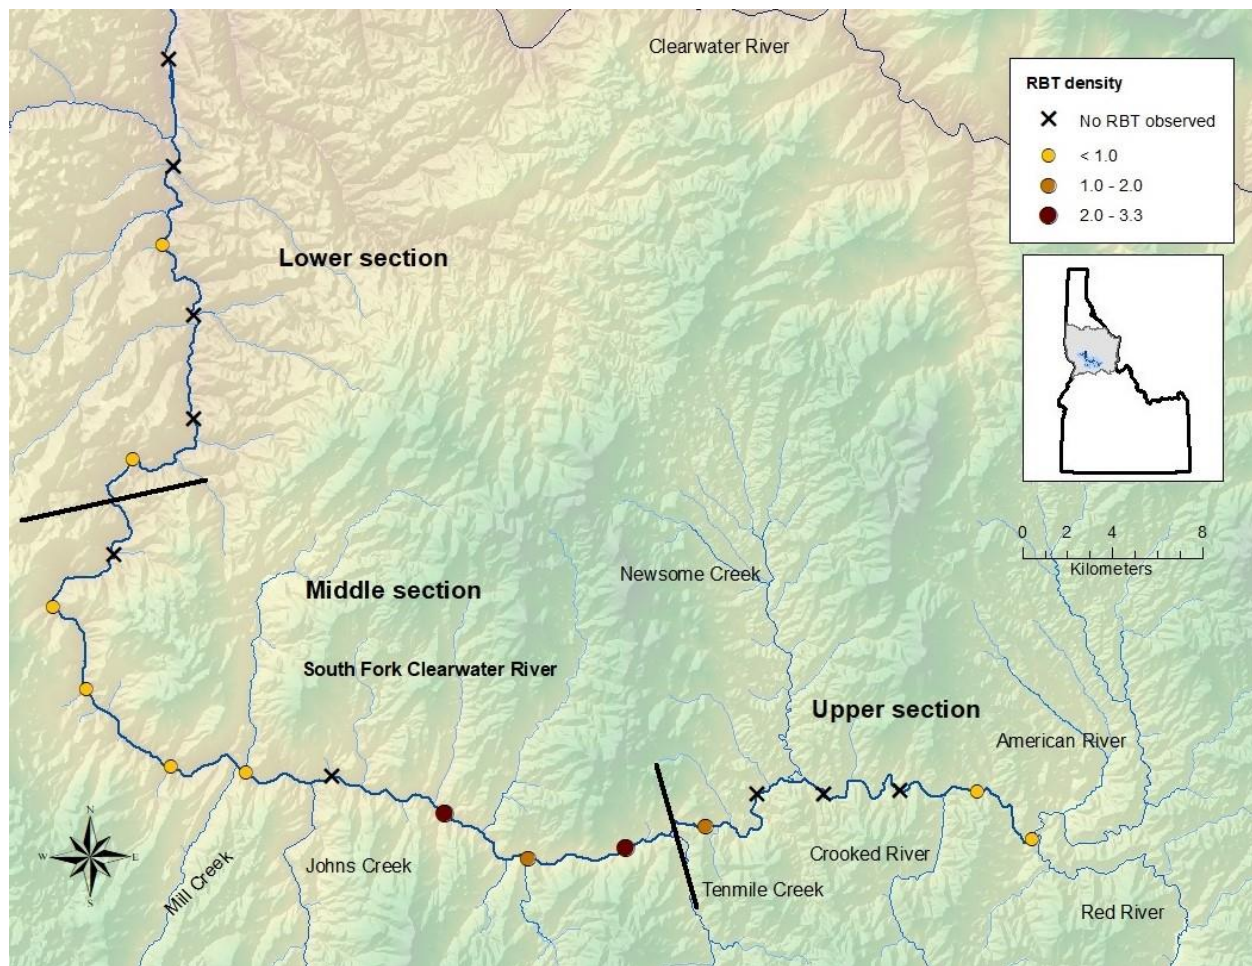 Clearwater River
RBT density
No RBT observed
< 1.0
1.0 - 2.0
2.0 - 3.3
Lower section
0 2 4 8
Kilometers
Newsome Creek
Middle section
South Fork Clearwater River
Upper section
American River
N
W E
S
Mill Creek
Johns Creek
Crooked River
Tenmile Creek
Red River